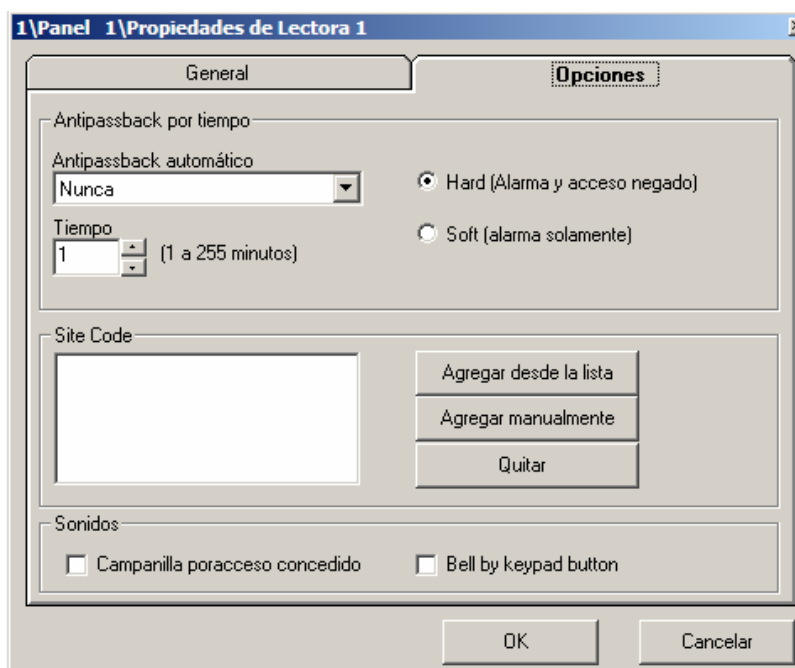 1\Panel 1\Propiedades de Lectora 1
General
Opciones
Antipassback por tiempo
Antipassback automático
Nunca
Hard (Alarma y acceso negado)
Tiempo
1
(1 a 255 minutos)
Soft (alarma solamente)
Site Code
Agregar desde la lista
Agregar manualmente
Quitar
Sonidos
Campanilla poracceso concedido
Bell by keypad button
OK
Cancelar